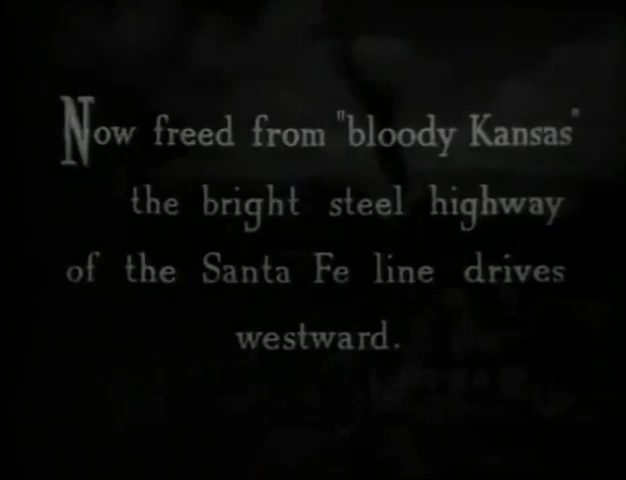 Now freed from "bloody Kansas"
the bright steel highway
of the Santa Fe line drives
westward.